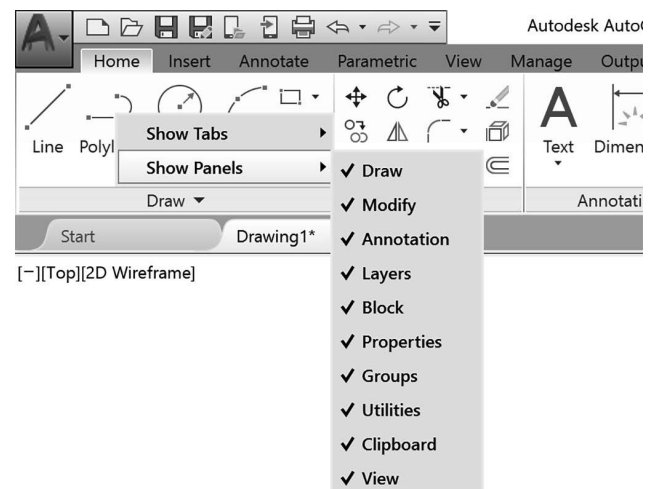 Autodesk Auto
Home Insert Annotate Parametric View Manage Outpu
Line Polyl Text Dimen
Show Tabs
Show Panels
Draw Annotati
Start Drawing1*
[−][Top][2D Wireframe]
✓ Draw
✓ Modify
✓ Annotation
✓ Layers
✓ Block
✓ Properties
✓ Groups
✓ Utilities
✓ Clipboard
✓ View